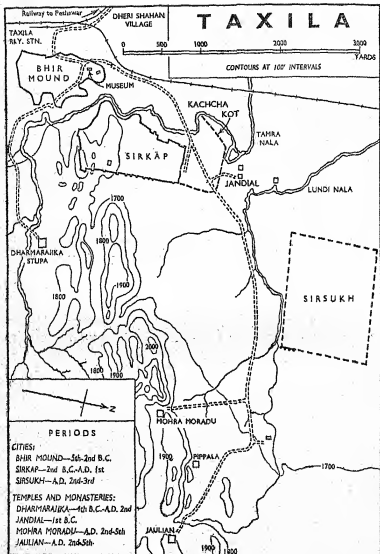 Railway to Peshawar
DHERI SHAHAN
VILLAGE
TAXILA
TAXILA
RLY. STN.
0 500 1000 2000 3000
YARDS
CONTOURS AT 100' INTERVALS
BHIR
MOUND
MUSEUM
KACHCHA
KOT
TAMRA
NALA
SIRKAP
JANDIAL
LUNDI NALA
1700
1800
DHARMARAJIKA
STUPA
1900
1800
SIRSUKH
1800
1900
2000
MOHRA MORADU
PIPPALA
1900
1700
JAULIAN
1900
1800
N
PERIODS
CITIES:
BHIR MOUND—5th-2nd B.C.
SIRKAP—2nd B.C.-A.D. 1st
SIRSUKH—A.D. 2nd-3rd
TEMPLES AND MONASTERIES:
DHARMARAJIKA—4th B.C.-A.D. 2nd
JANDIAL—1st B.C.
MOHRA MORADU—A.D. 2nd-5th
JAULIAN—A.D. 2nd-5th